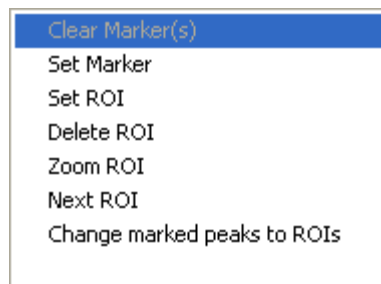 Clear Marker(s)
Set Marker
Set ROI
Delete ROI
Zoom ROI
Next ROI
Change marked peaks to ROIs